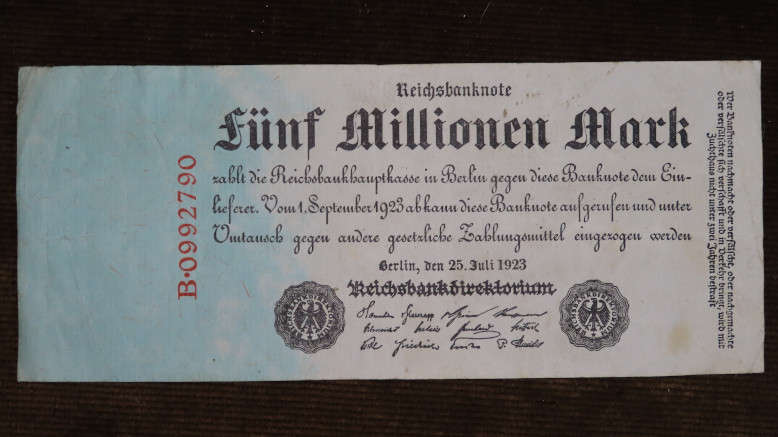 Reichsbanknote
Fünf Millionen Mark
zahlt die Reichsbankhauptkasse in Berlin gegen diese Banknote dem Ein-
lieferer. Vom 1. September 1923 ab kann diese Banknote aufgerufen und unter
Umtausch gegen andere gesetzliche Zahlungsmittel eingezogen werden
Berlin, den 25. Juli 1923
Reichsbankdirektorium
B·0992790
Wer Banknoten nachmacht oder verfälscht, oder nachgemachte
oder verfälschte sich verschafft und in Verkehr bringt, wird mit
Zuchthaus nicht unter zwei Jahren bestraft